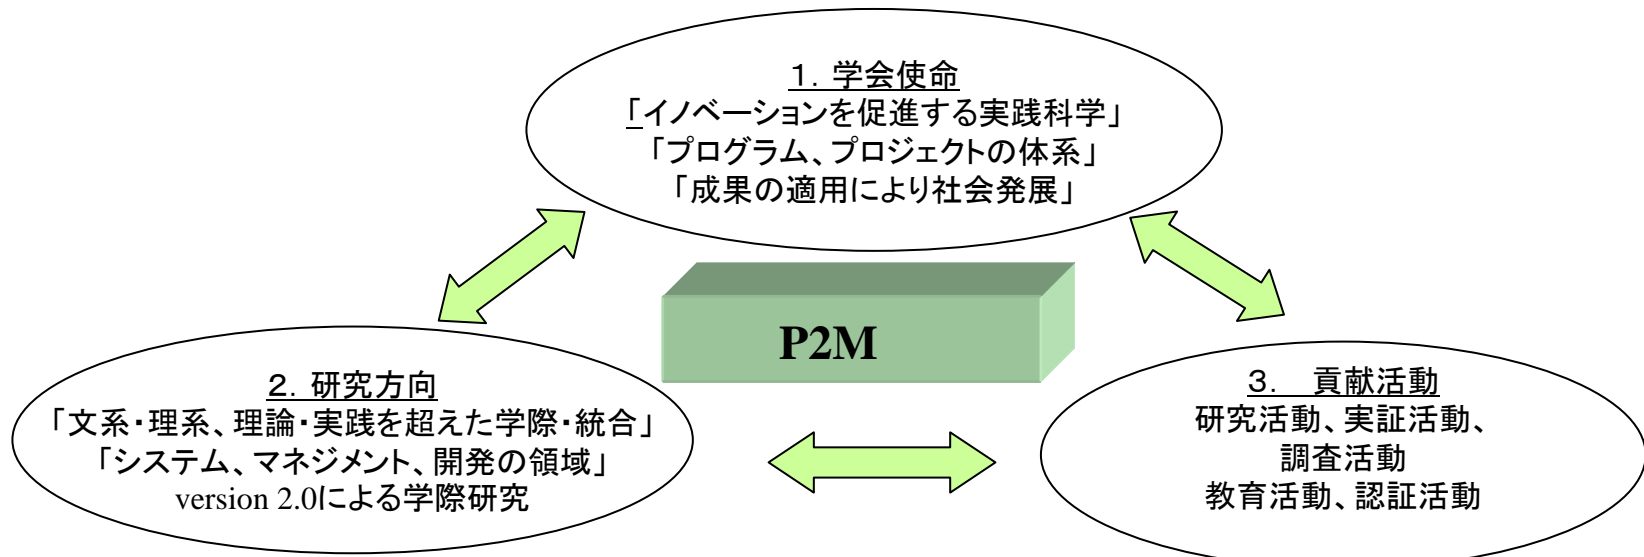 1．学会使命
「イノベーションを促進する実践科学」
「プログラム、プロジェクトの体系」
「成果の適用により社会発展」
P2M
2．研究方向
「文系・理系、理論・実践を超えた学際・統合」
「システム、マネジメント、開発の領域」
version 2.0による学際研究
3．　貢献活動
研究活動、実証活動、
調査活動
教育活動、認証活動